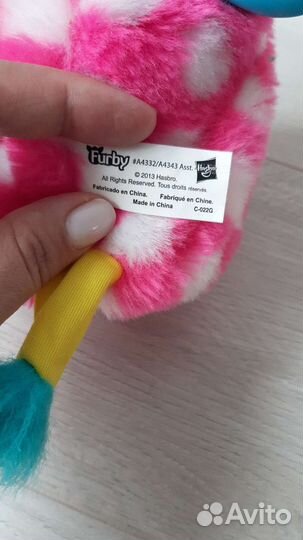 Furby #A4332/A4343 Asst. Hasbro
© 2013 Hasbro.
All Rights Reserved. Tous droits réservés.
Fabricado en China. Fabriqué en Chine.
Made in China C-022G
Avito